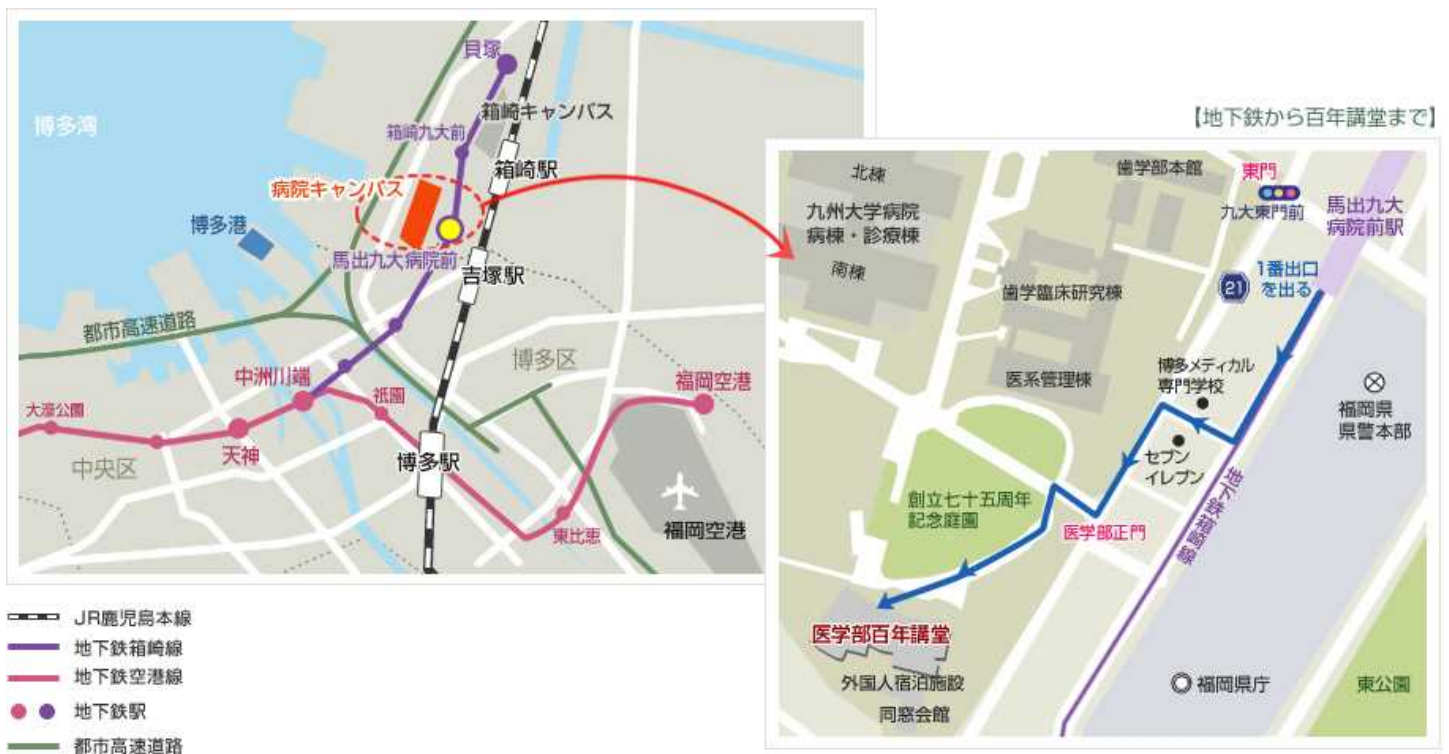 博多湾
貝塚
箱崎キャンパス
箱崎九大前
箱崎駅
病院キャンパス
博多港
馬出九大病院前
吉塚駅
都市高速道路
博多区
中洲川端
福岡空港
祇園
大濠公園
天神
中央区
博多駅
東比恵
福岡空港
JR鹿児島本線
地下鉄箱崎線
地下鉄空港線
地下鉄駅
都市高速道路
【地下鉄から百年講堂まで】
北棟
九州大学病院
病棟・診療棟
南棟
歯学部本館
東門
九大東門前
馬出九大
病院前駅
1番出口
を出る
21
歯学臨床研究棟
博多メディカル
専門学校
医系管理棟
福岡県
県警本部
セブン
イレブン
地下鉄箱崎線
創立七十五周年
記念庭園
医学部正門
医学部百年講堂
外国人宿泊施設
同窓会館
福岡県庁
東公園